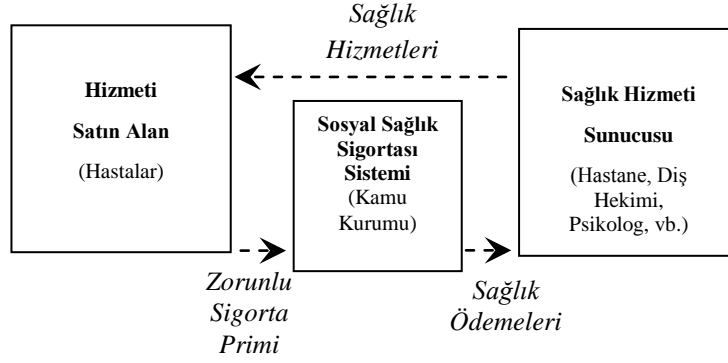 Sağlık
Hizmetleri
Hizmeti
Satın Alan
(Hastalar)
Sosyal Sağlık
Sigortası
Sistemi
(Kamu
Kurumu)
Sağlık Hizmeti
Sunucusu
(Hastane, Diş
Hekimi,
Psikolog, vb.)
Zorunlu
Sigorta
Primi
Sağlık
Ödemeleri